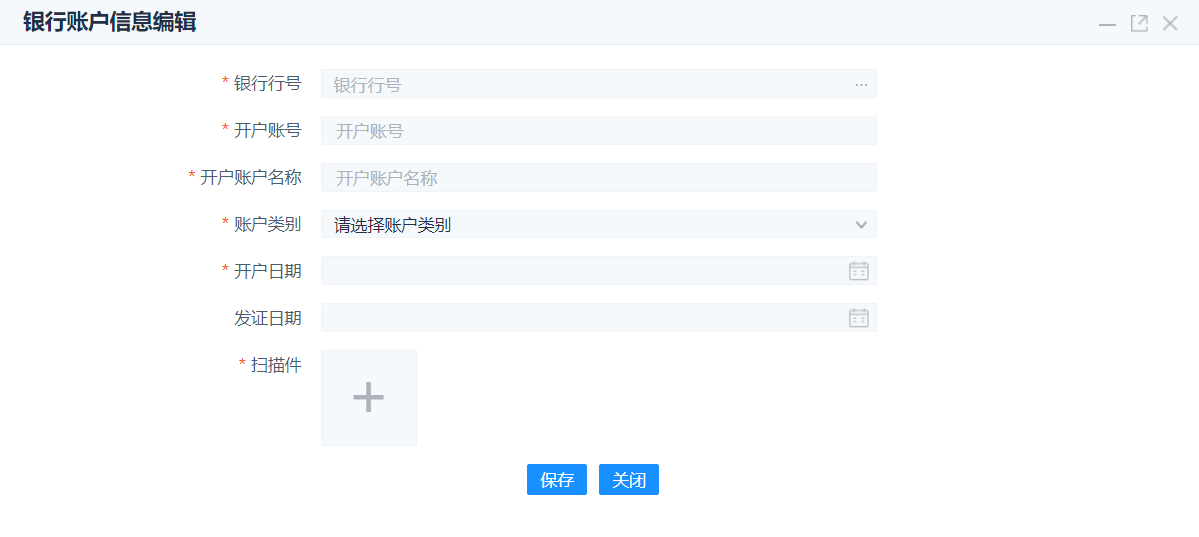 银行账户信息编辑
* 银行行号 银行行号 ...
* 开户账号 开户账号
* 开户账户名称 开户账户名称
* 账户类别 请选择账户类别
* 开户日期
发证日期
* 扫描件
保存 关闭